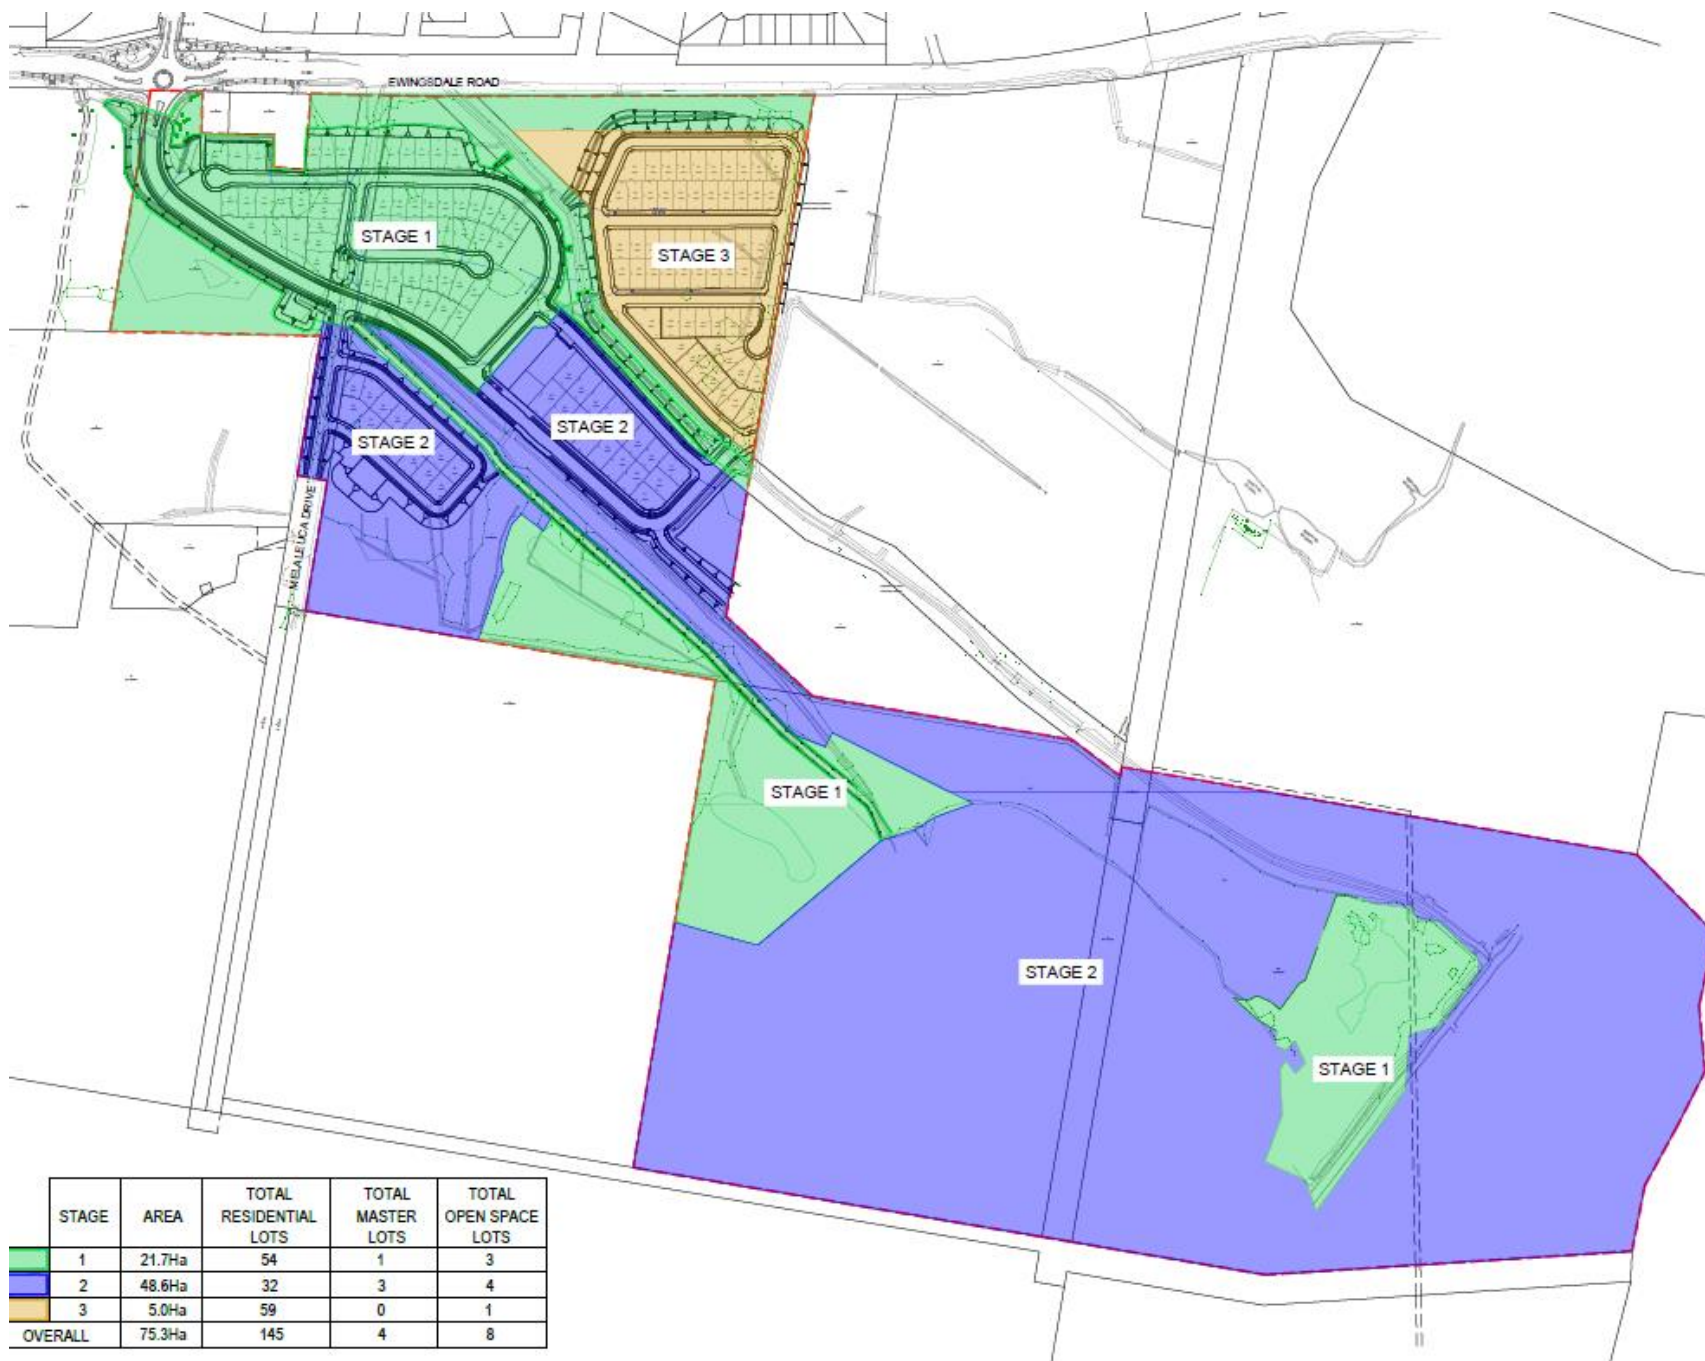 EWINGSDALE ROAD
STAGE 1
STAGE 3
STAGE 2
STAGE 2
MELALEUCA DRIVE
STAGE 1
STAGE 2
STAGE 1
STAGE AREA TOTAL RESIDENTIAL LOTS TOTAL MASTER LOTS TOTAL OPEN SPACE LOTS
1 21.7Ha 54 1 3
2 48.6Ha 32 3 4
3 5.0Ha 59 0 1
OVERALL 75.3Ha 145 4 8